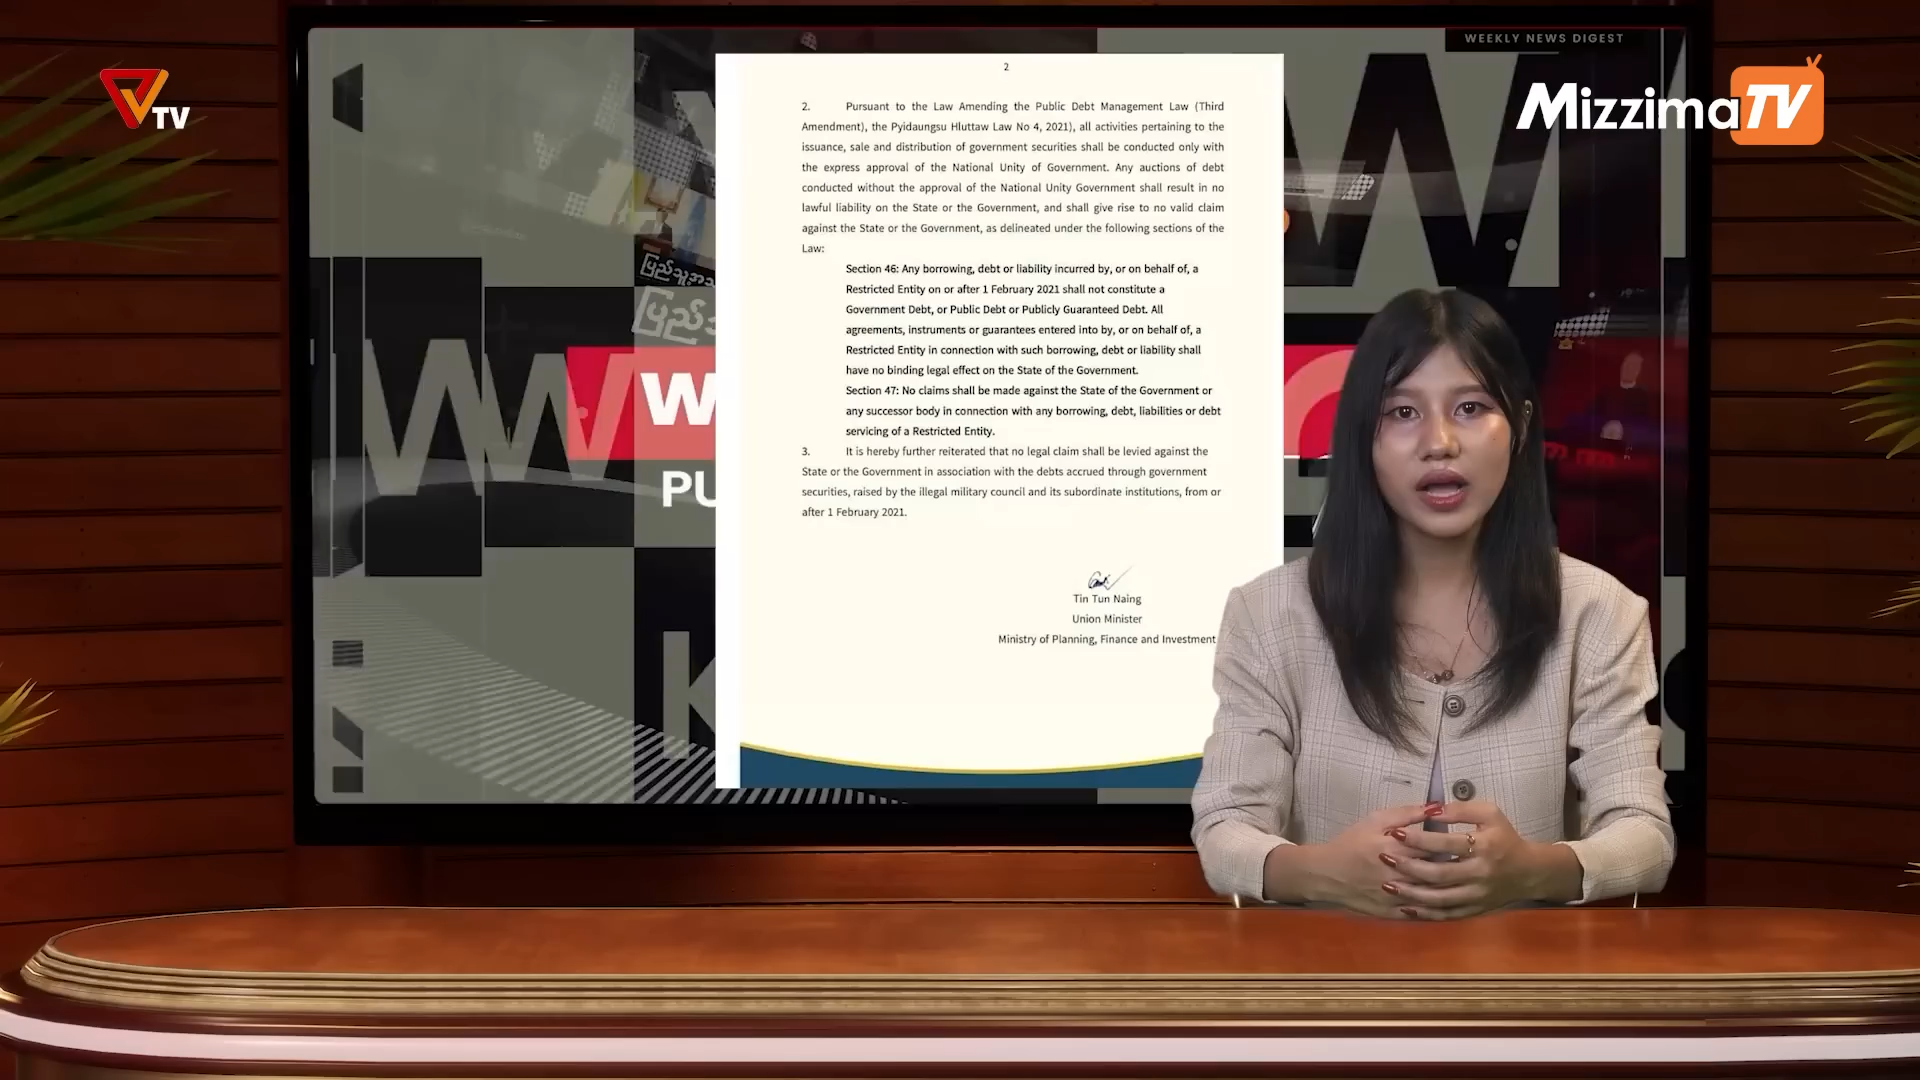 WEEKLY NEWS DIGEST
TV
Mizzima TV
2
2. Pursuant to the Law Amending the Public Debt Management Law (Third
Amendment), the Pyidaungsu Hluttaw Law No 4, 2021), all activities pertaining to the
issuance, sale and distribution of government securities shall be conducted only with
the express approval of the National Unity of Government. Any auctions of debt
conducted without the approval of the National Unity Government shall result in no
lawful liability on the State or the Government, and shall give rise to no valid claim
against the State or the Government, as delineated under the following sections of the
Law:
Section 46: Any borrowing, debt or liability incurred by, or on behalf of, a
Restricted Entity on or after 1 February 2021 shall not constitute a
Government Debt, or Public Debt or Publicly Guaranteed Debt. All
agreements, instruments or guarantees entered into by, or on behalf of, a
Restricted Entity in connection with such borrowing, debt or liability shall
have no binding legal effect on the State of the Government.
Section 47: No claims shall be made against the State of the Government or
any successor body in connection with any borrowing, debt, liabilities or debt
servicing of a Restricted Entity.
3. It is hereby further reiterated that no legal claim shall be levied against the
State or the Government in association with the debts accrued through government
securities, raised by the illegal military council and its subordinate institutions, from or
after 1 February 2021.
Tin Tun Naing
Union Minister
Ministry of Planning, Finance and Investment
W
PU
K